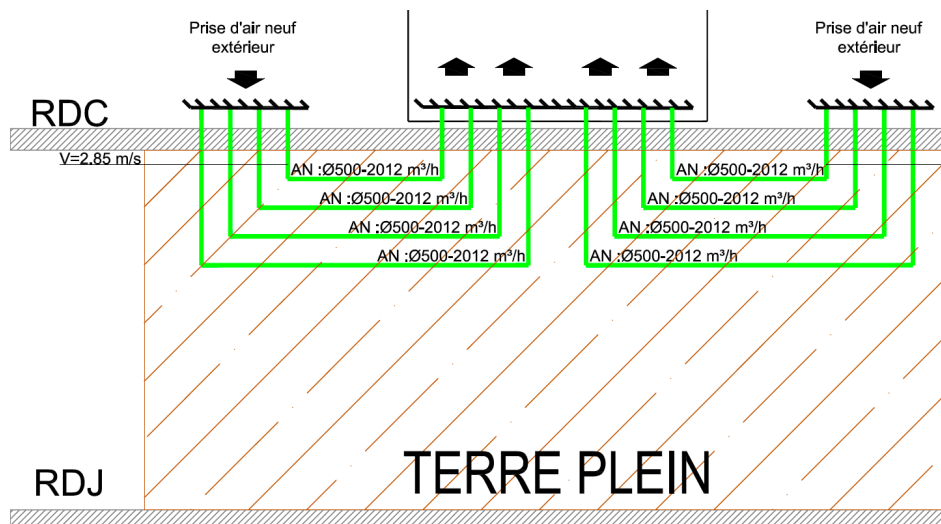 Prise d'air neuf
extérieur
Prise d'air neuf
extérieur
RDC
V=2.85 m/s
AN :Ø500-2012 m³/h
AN :Ø500-2012 m³/h
AN :Ø500-2012 m³/h
AN :Ø500-2012 m³/h
AN :Ø500-2012 m³/h
AN :Ø500-2012 m³/h
AN :Ø500-2012 m³/h
AN :Ø500-2012 m³/h
RDJ
TERRE PLEIN